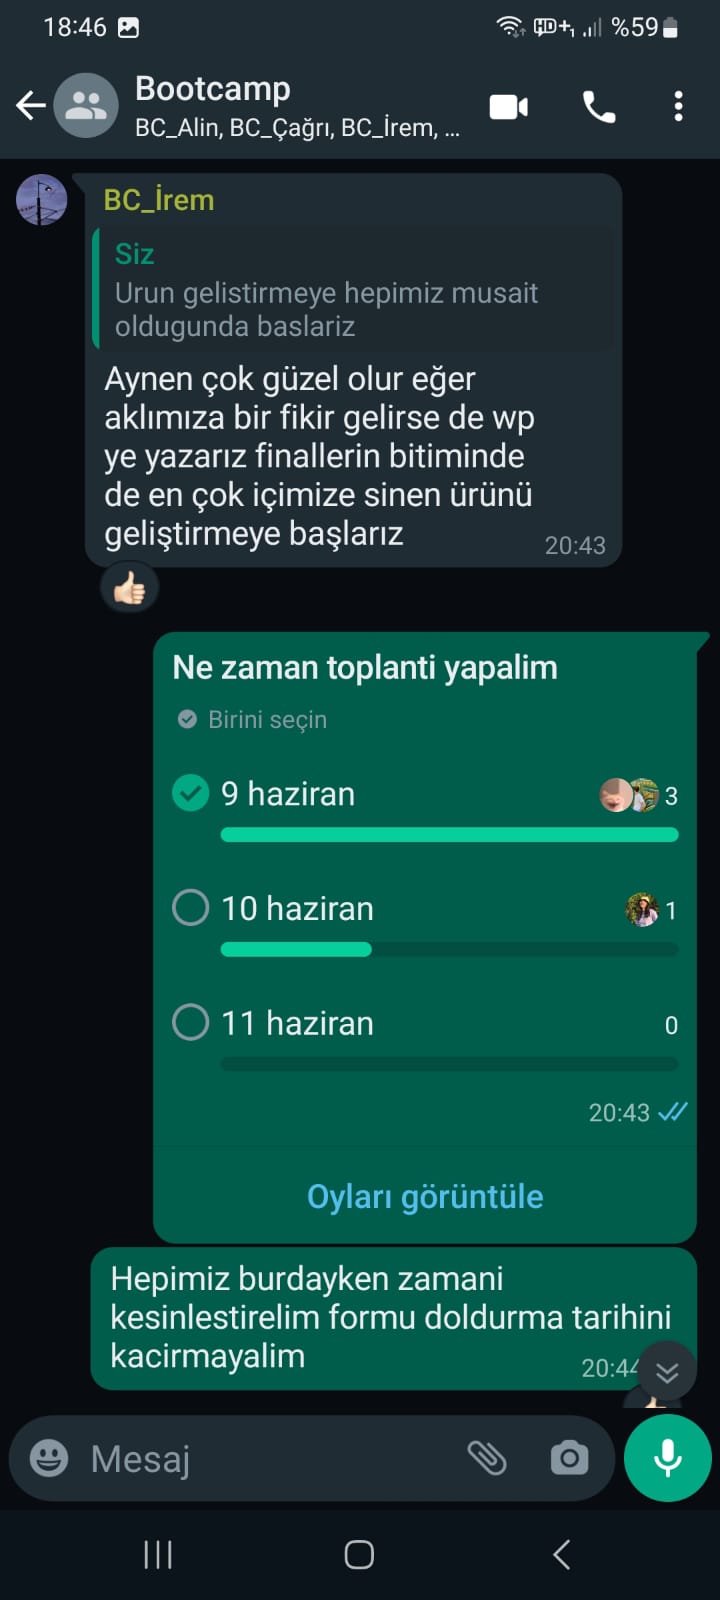 18:46
%59
Bootcamp
BC_Alin, BC_Çağrı, BC_İrem, ...
BC_İrem
Siz
Urun gelistirmeye hepimiz musait
oldugunda baslariz
Aynen çok güzel olur eğer
aklımıza bir fikir gelirse de wp
ye yazarız finallerin bitiminde
de en çok içimize sinen ürünü
geliştirmeye başlarız
20:43
Ne zaman toplanti yapalim
Birini seçin
9 haziran 3
10 haziran 1
11 haziran 0
20:43
Oyları görüntüle
Hepimiz burdayken zamani
kesinlestirelim formu doldurma tarihini
kacirmayalim
20:44
Mesaj